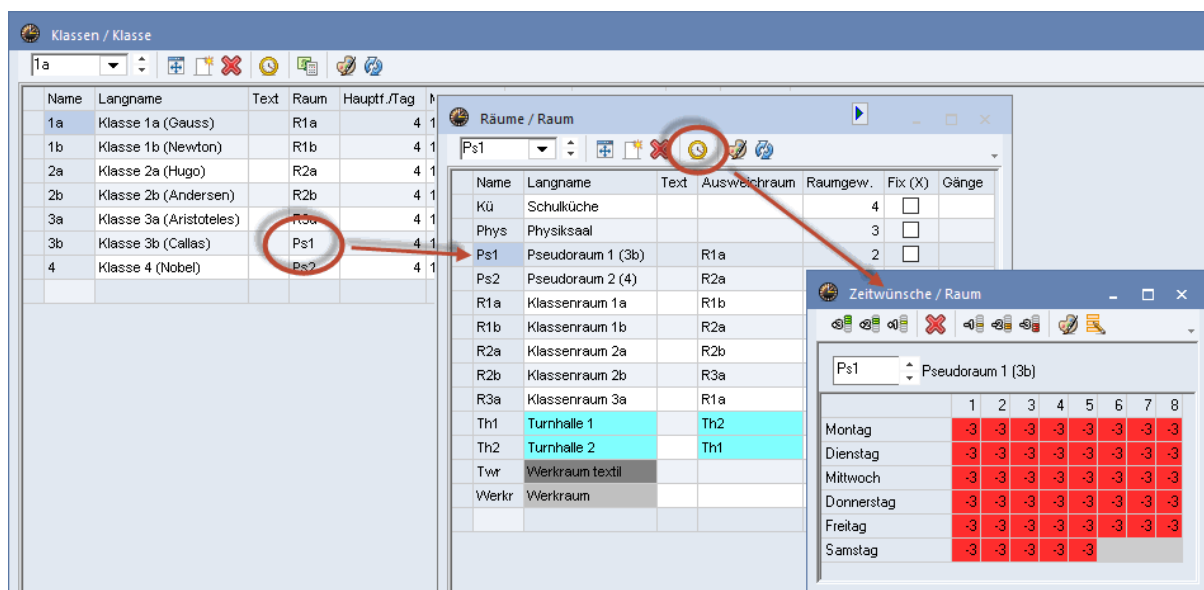 Klassen / Klasse
1a
Name Langname Text Raum Hauptf./Tag
1a Klasse 1a (Gauss) R1a 4 1
1b Klasse 1b (Newton) R1b 4 1
2a Klasse 2a (Hugo) R2a 4 1
2b Klasse 2b (Andersen) R2b 4 1
3a Klasse 3a (Aristoteles) R3a 4 1
3b Klasse 3b (Callas) Ps1 4 1
4 Klasse 4 (Nobel) Ps2 4 1
Räume / Raum
Ps1
Name Langname Text Ausweichraum Raumgew. Fix (X) Gänge
Kü Schulküche 4
Phys Physiksaal 3
Ps1 Pseudoraum 1 (3b) R1a 2
Ps2 Pseudoraum 2 (4) R2a
R1a Klassenraum 1a R1b
R1b Klassenraum 1b R2a
R2a Klassenraum 2a R2b
R2b Klassenraum 2b R3a
R3a Klassenraum 3a R1a
Th1 Turnhalle 1 Th2
Th2 Turnhalle 2 Th1
Twr Werkraum textil
Werkr Werkraum
Zeitwünsche / Raum
Ps1 Pseudoraum 1 (3b)
1 2 3 4 5 6 7 8
Montag -3 -3 -3 -3 -3 -3 -3 -3
Dienstag -3 -3 -3 -3 -3 -3 -3 -3
Mittwoch -3 -3 -3 -3 -3 -3 -3 -3
Donnerstag -3 -3 -3 -3 -3 -3 -3 -3
Freitag -3 -3 -3 -3 -3 -3 -3 -3
Samstag -3 -3 -3 -3 -3